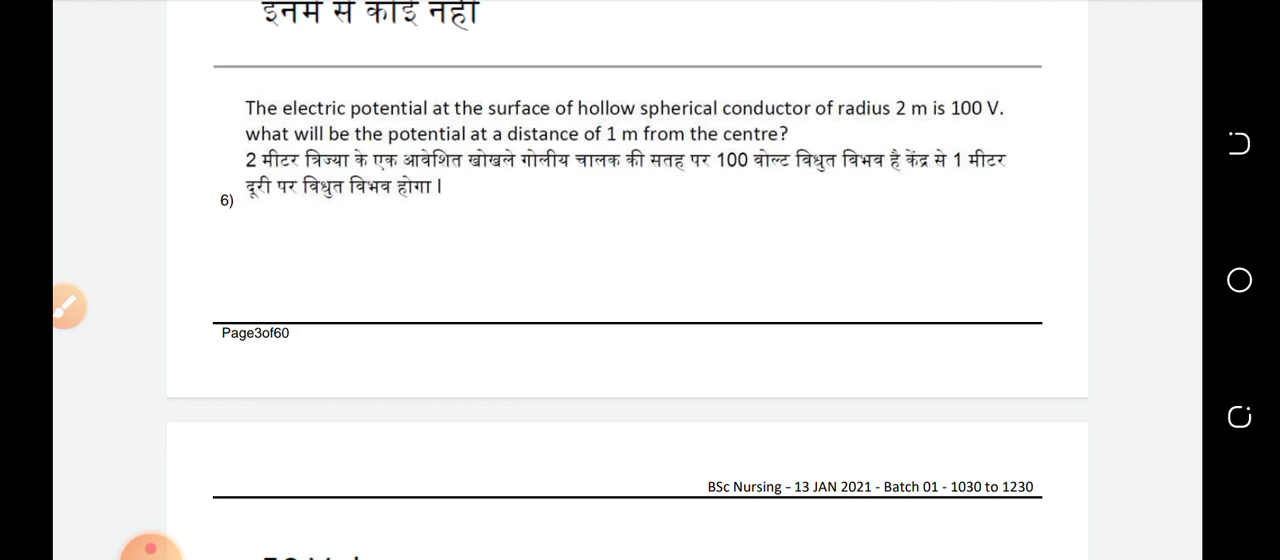 इनमें से कोई नहीं
The electric potential at the surface of hollow spherical conductor of radius 2 m is 100 V.
what will be the potential at a distance of 1 m from the centre?
2 मीटर त्रिज्या के एक आवेशित खोखले गोलीय चालक की सतह पर 100 वोल्ट विधुत विभव है केंद्र से 1 मीटर
दूरी पर विधुत विभव होगा |
6)
Page3of60
BSc Nursing – 13 JAN 2021 - Batch 01 - 1030 to 1230